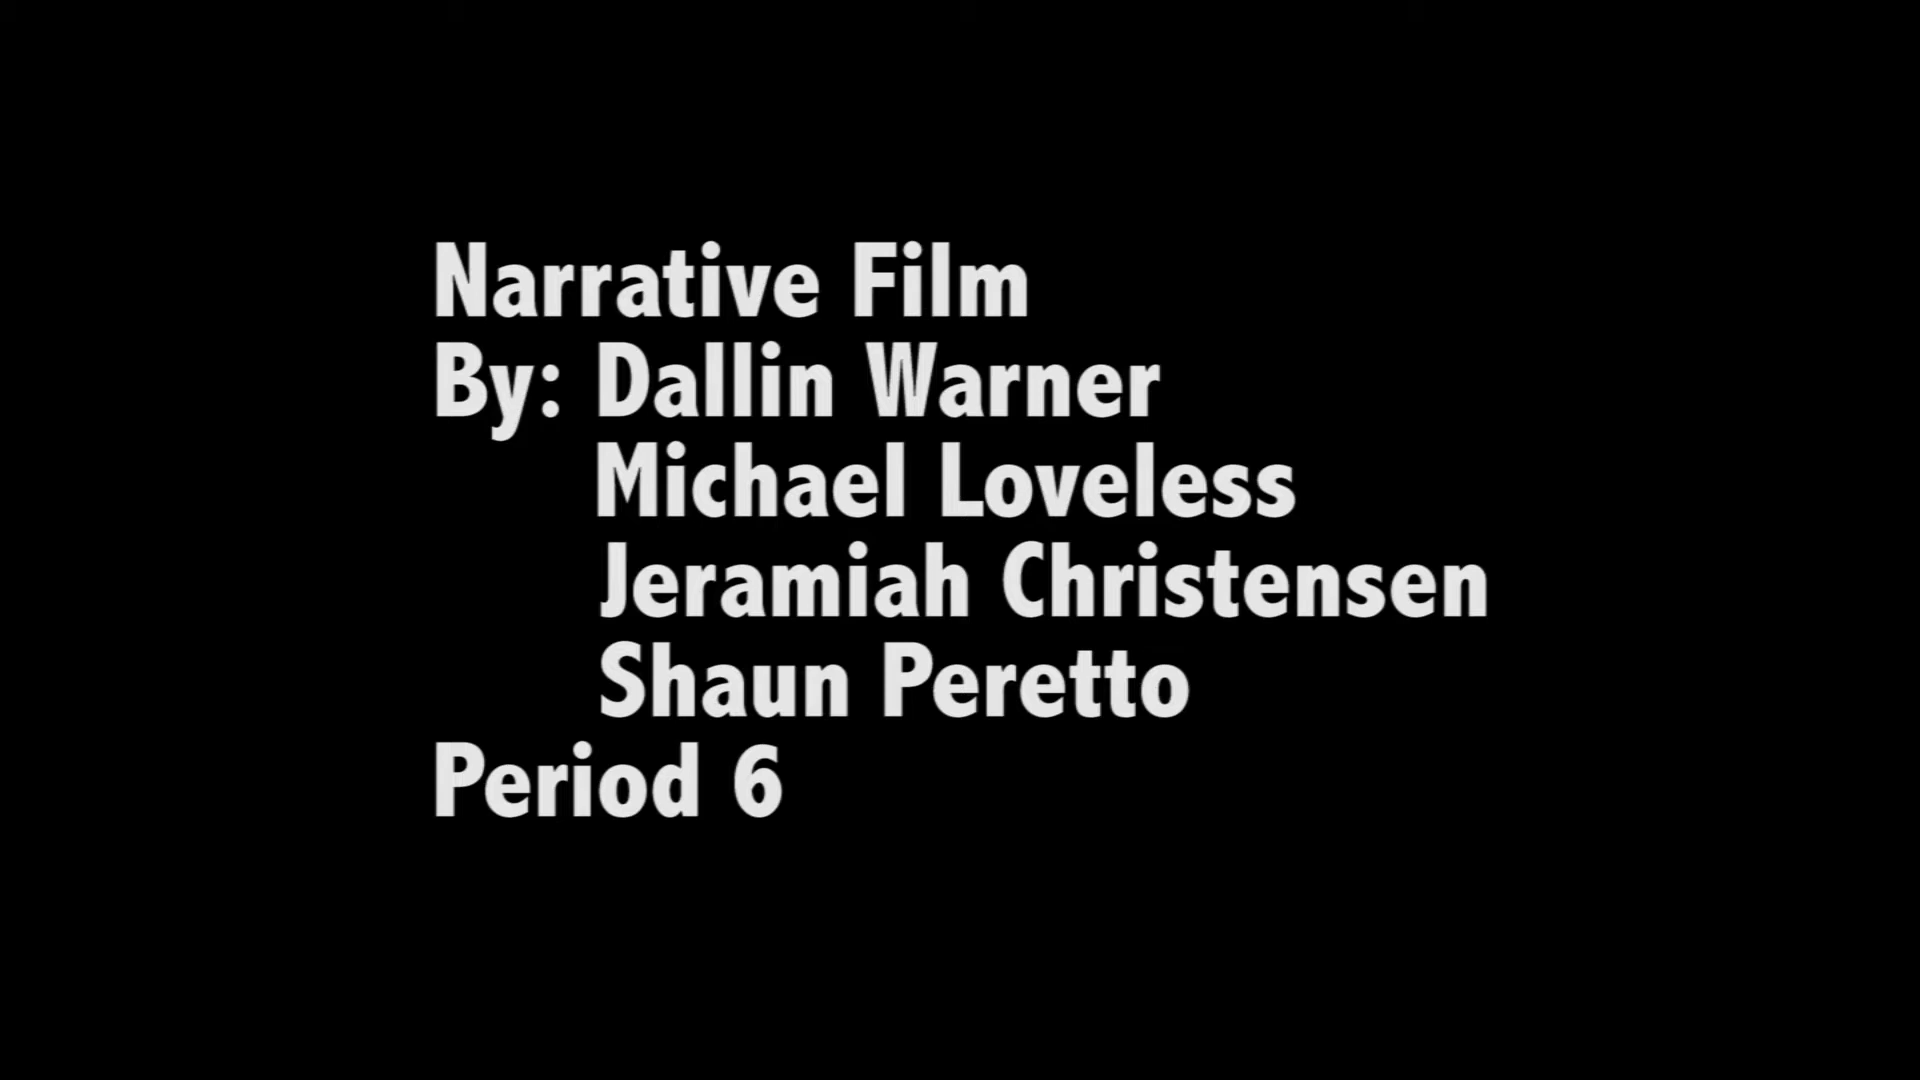 Narrative Film
By: Dallin Warner
Michael Loveless
Jeramiah Christensen
Shaun Peretto
Period 6